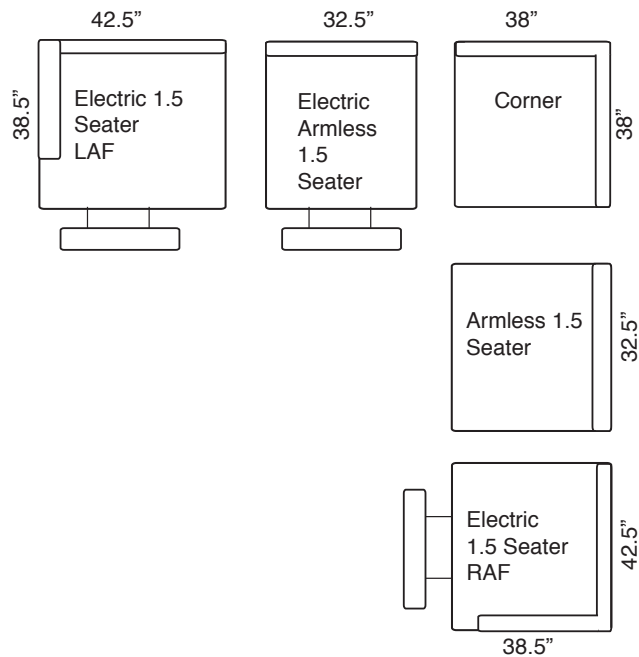 42.5”
32.5”
38”
38.5”
Electric 1.5
Seater
LAF
Electric
Armless
1.5
Seater
Corner
38”
Armless 1.5
Seater
32.5”
Electric
1.5 Seater
RAF
42.5”
38.5”